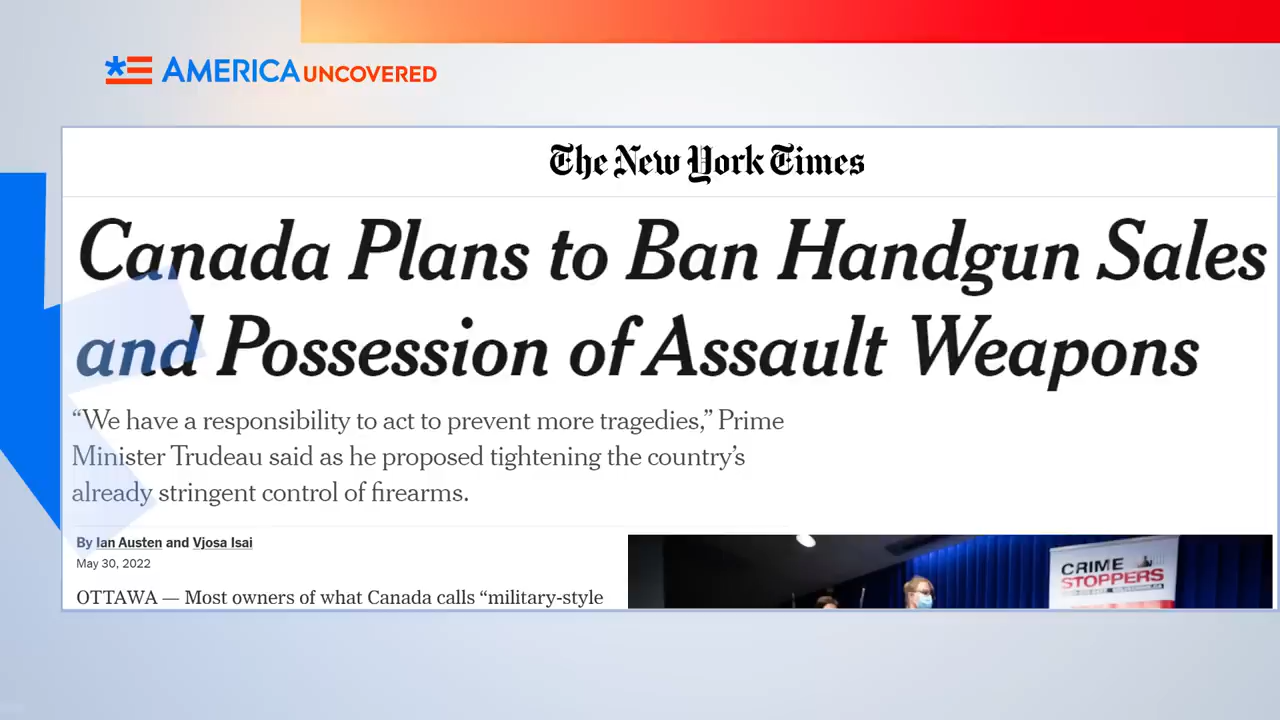 AMERICA UNCOVERED
The New York Times
Canada Plans to Ban Handgun Sales
and Possession of Assault Weapons
“We have a responsibility to act to prevent more tragedies,” Prime
Minister Trudeau said as he proposed tightening the country’s
already stringent control of firearms.
By Ian Austen and Vjosa Isai
May 30, 2022
OTTAWA — Most owners of what Canada calls “military-style
CRIME
STOPPERS